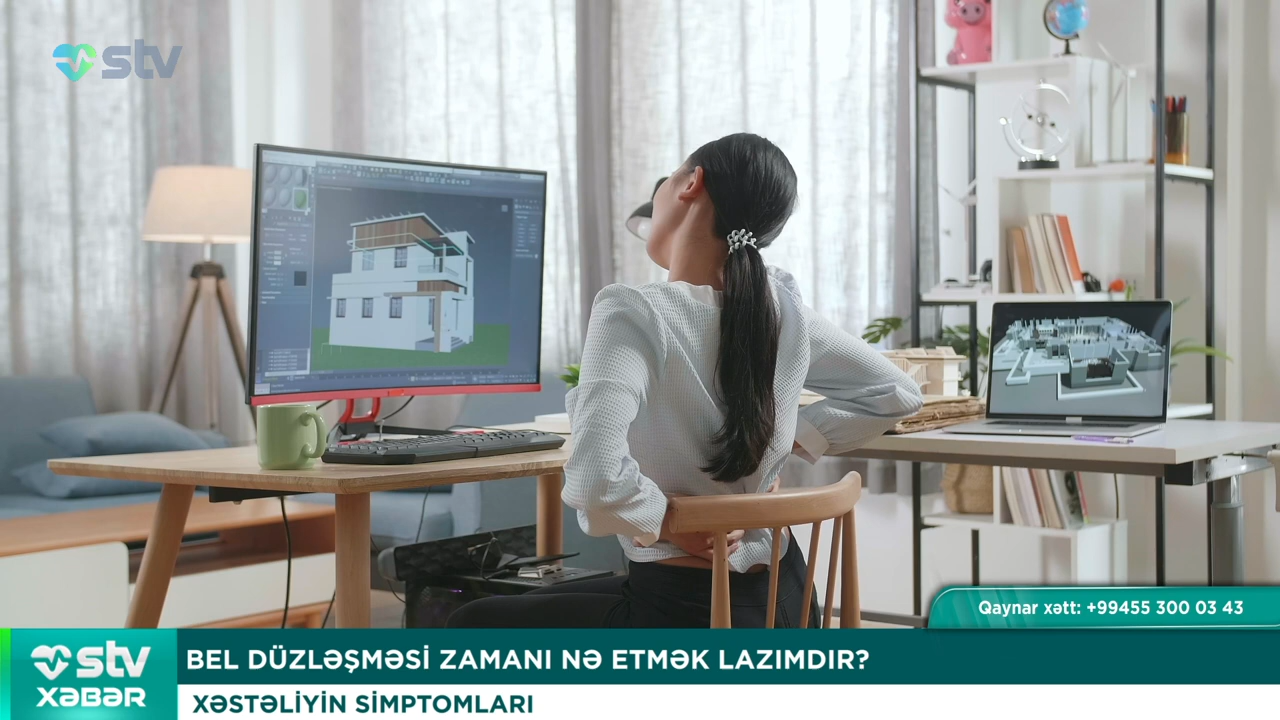 stv
Qaynar xətt: +99455 300 03 43
stv
XƏBƏR
BEL DÜZLƏŞMƏSİ ZAMANI NƏ ETMƏK LAZIMDIR?
XƏSTƏLİYİN SİMPTOMLARI